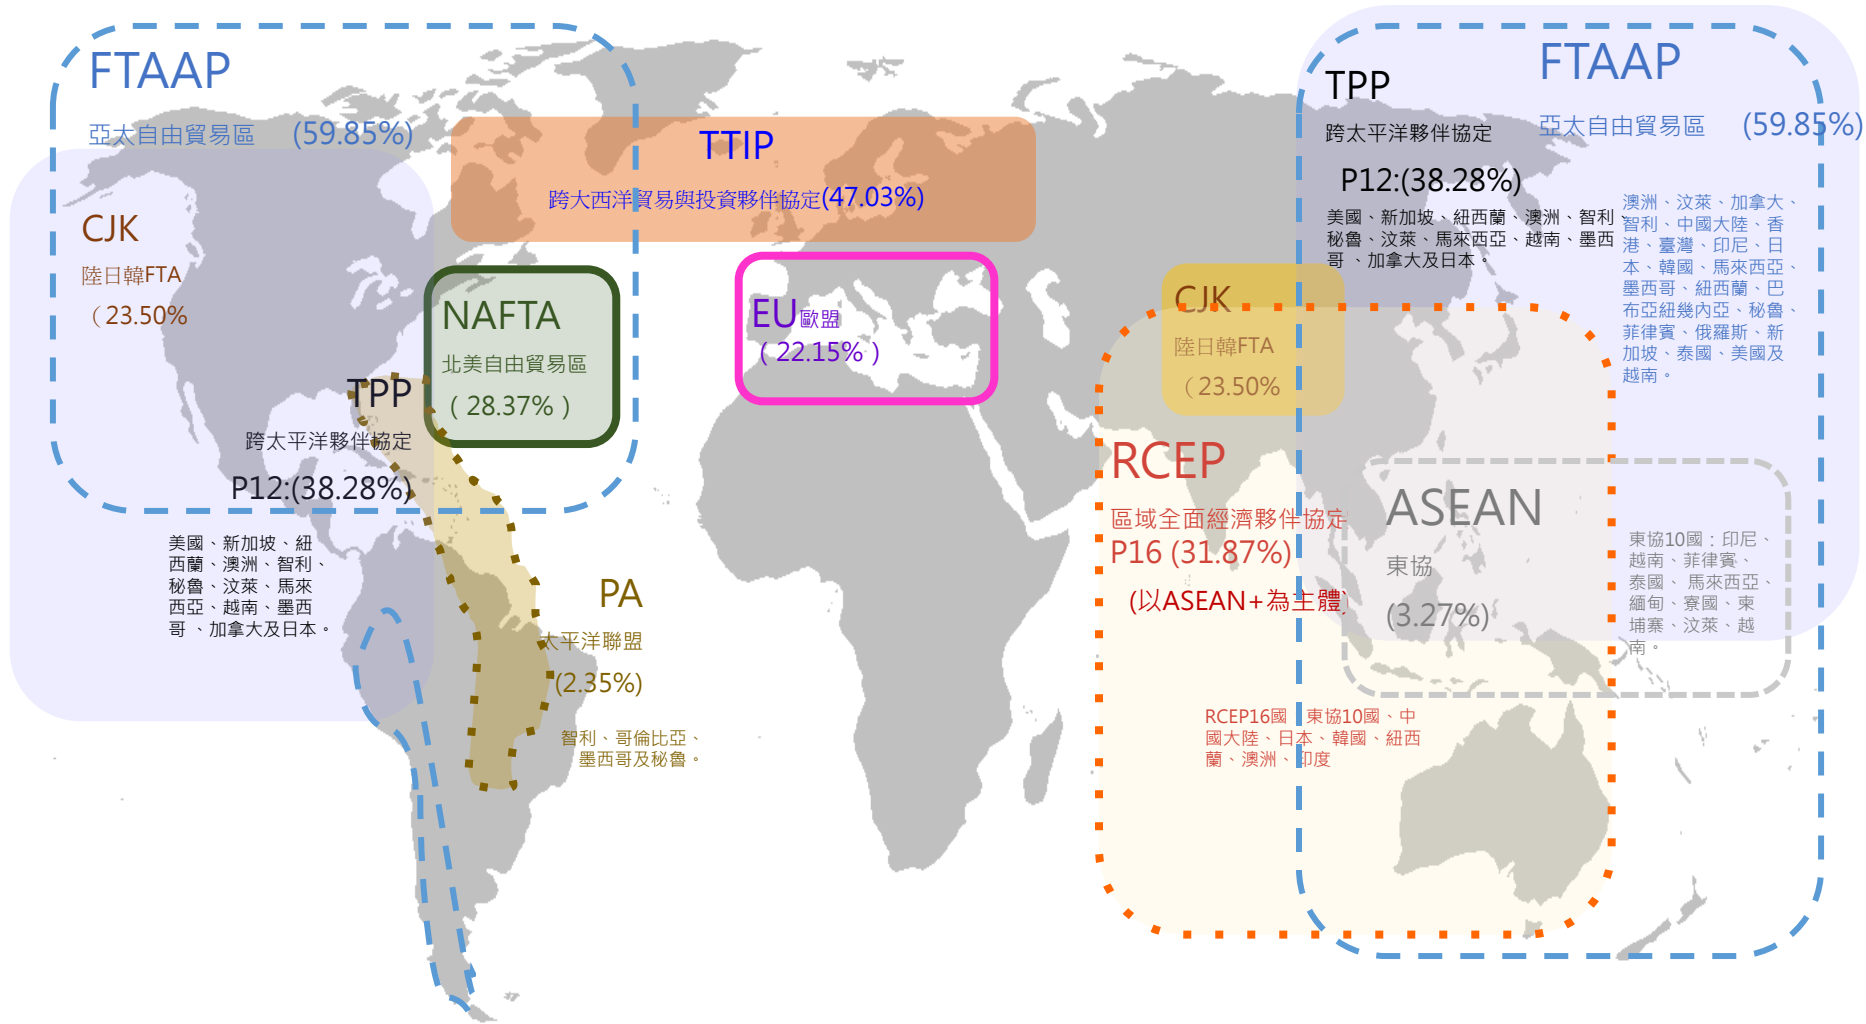 FTAAP
亞太自由貿易區 (59.85%)
CJK
陸日韓FTA
（23.50%
TPP
跨太平洋夥伴協定
P12:(38.28%)
美國、新加坡、紐
西蘭、澳洲、智利、
秘魯、汶萊、馬來
西亞、越南、墨西
哥 、加拿大及日本。
TTIP
跨大西洋貿易與投資夥伴協定(47.03%)
NAFTA
北美自由貿易區
( 28.37% )
EU歐盟
( 22.15% )
PA
太平洋聯盟
(2.35%)
智利、哥倫比亞、
墨西哥及秘魯。
TPP
跨太平洋夥伴協定
P12:(38.28%)
美國、新加坡、紐西蘭、澳洲、智利、
秘魯、汶萊、馬來西亞、越南、墨西
哥 、加拿大及日本。
FTAAP
亞太自由貿易區 (59.85%)
澳洲、汶萊、加拿大、
智利、中國大陸、香
港、臺灣、印尼、日
本、韓國、馬來西亞、
墨西哥、紐西蘭、巴
布亞紐幾內亞、秘魯、
菲律賓、俄羅斯、新
加坡、泰國、美國及
越南。
CJK
陸日韓FTA
（23.50%
RCEP
區域全面經濟夥伴協定
P16 (31.87%)
(以ASEAN+為主體)
RCEP16國：東協10國、中
國大陸、日本、韓國、紐西
蘭、澳洲、印度
ASEAN
東協
(3.27%)
東協10國：印尼、
越南、菲律賓、
泰國、 馬來西亞、
緬甸、寮國、柬
埔寨、汶萊、越
南。